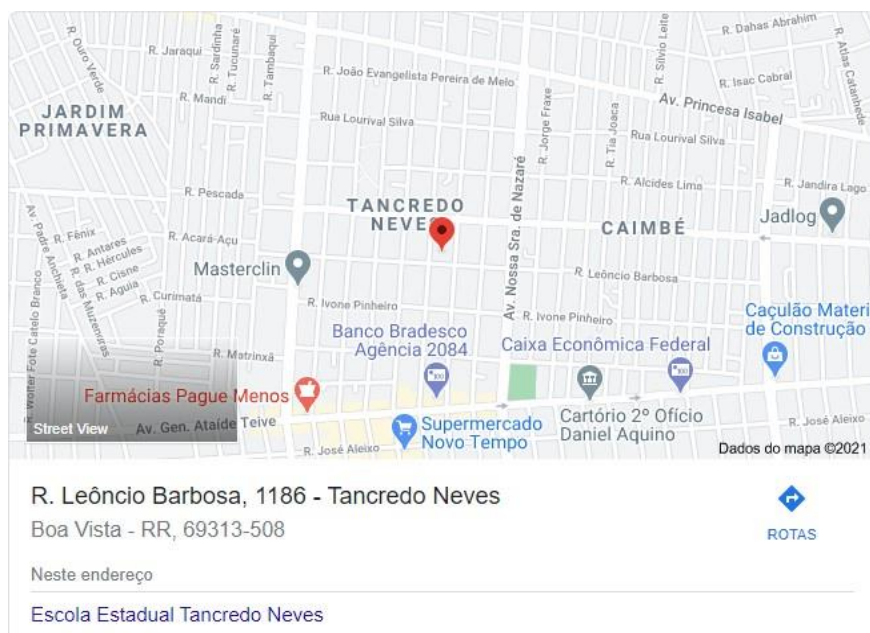 R. Dahas Abrahim
R. Ouro Verde
R. Jaraqui
R. Sardinha
R. Tucunaré
R. Tambaqui
R. Sílvio Leite
R. Atlas Catanhede
R. João Evangelista Pereira de Melo
R. Isac Cabral
R. Mandi
Av. Princesa Isabel
JARDIM
PRIMAVERA
Rua Lourival Silva
R. Jorge Fraxe
R. Tia Joaca
Rua Lourival Silva
R. Pescada
R. Alcides Lima
R. Jandira Lago
TANCREDO
NEVES
Av. Nossa Sra. de Nazaré
CAIMBÉ
Jadlog
Av. Padre Anchieta
R. Fênix
R. Antares
R. Hércules
R. Cisne
R. Aguia
R. das Muzenoras
R. Acará-Açu
Masterclin
R. Leôncio Barbosa
R. Curimatá
R. Ivone Pinheiro
R. Ivone Pinheiro
R. Wolter Fote Catelo Branco
R. Poraquê
R. Matrinxã
Banco Bradesco
Agência 2084
Caixa Econômica Federal
Caçulão Materi
de Construção
Farmácias Pague Menos
Street View
Av. Gen. Ataíde Teive
Supermercado
Novo Tempo
Cartório 2º Ofício
Daniel Aquino
R. José Aleixo
R. José Aleixo
Dados do mapa ©2021
R. Leôncio Barbosa, 1186 - Tancredo Neves
Boa Vista - RR, 69313-508
ROTAS
Neste endereço
Escola Estadual Tancredo Neves